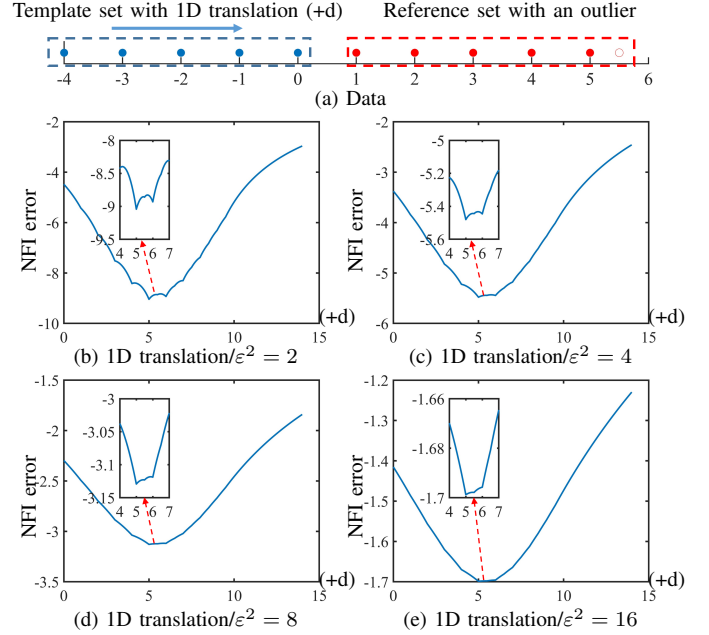 Template set with 1D translation (+d) Reference set with an outlier
-4 -3 -2 -1 0 1 2 3 4 5 6
(a) Data
-2
-4
-6
-8
-10
NFI error
-8
-8.5
-9
-9.5
4 5 6 7
0 5 10 15
(+d)
(b) 1D translation/ε² = 2
-3
-4
-5
-6
NFI error
-5
-5.2
-5.4
-5.6
4 5 6 7
0 5 10 15
(+d)
(c) 1D translation/ε² = 4
-1.5
-2
-2.5
-3
-3.5
NFI error
-3
-3.05
-3.1
-3.15
4 5 6 7
0 5 10 15
(+d)
(d) 1D translation/ε² = 8
-1.2
-1.3
-1.4
-1.5
-1.6
-1.7
NFI error
-1.66
-1.68
-1.7
4 5 6 7
0 5 10 15
(+d)
(e) 1D translation/ε² = 16